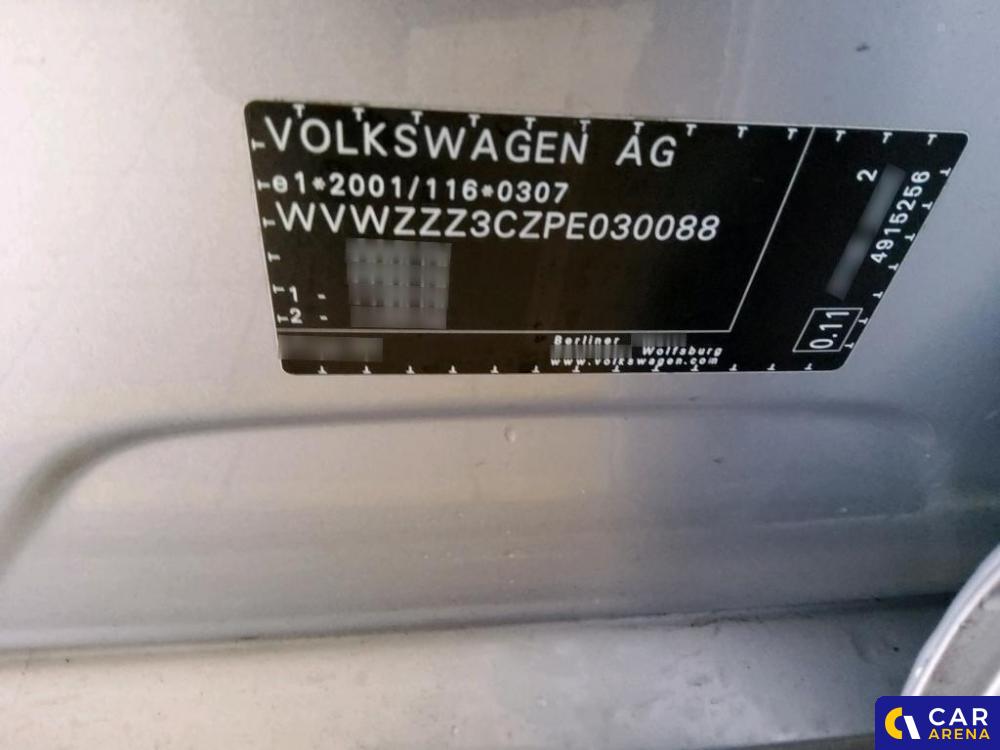 VOLKSWAGEN AG
e1*2001/116*0307
WVWZZZ3CZPE030088
1 -
2 -
Berliner
Wolfsburg
www.volkswagen.com
2
4915256
0.11
CAR
ARENA